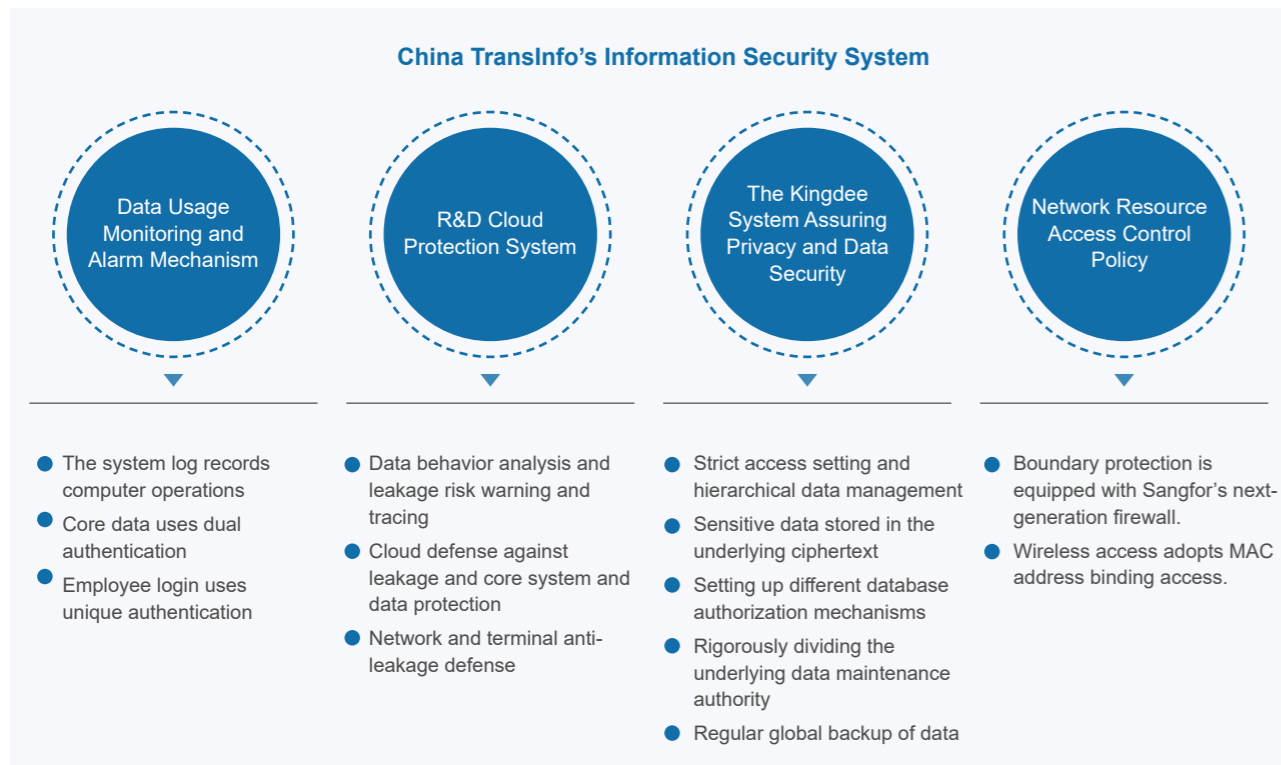 China TransInfo’s Information Security System
Data Usage
Monitoring and
Alarm Mechanism
R&D Cloud
Protection System
The Kingdee
System Assuring
Privacy and Data
Security
Network Resource
Access Control
Policy
The system log records
computer operations
Core data uses dual
authentication
Employee login uses
unique authentication
Data behavior analysis and
leakage risk warning and
tracing
Cloud defense against
leakage and core system and
data protection
Network and terminal anti-
leakage defense
Strict access setting and
hierarchical data management
Sensitive data stored in the
underlying ciphertext
Setting up different database
authorization mechanisms
Rigorously dividing the
underlying data maintenance
authority
Regular global backup of data
Boundary protection is
equipped with Sangfor’s next-
generation firewall.
Wireless access adopts MAC
address binding access.